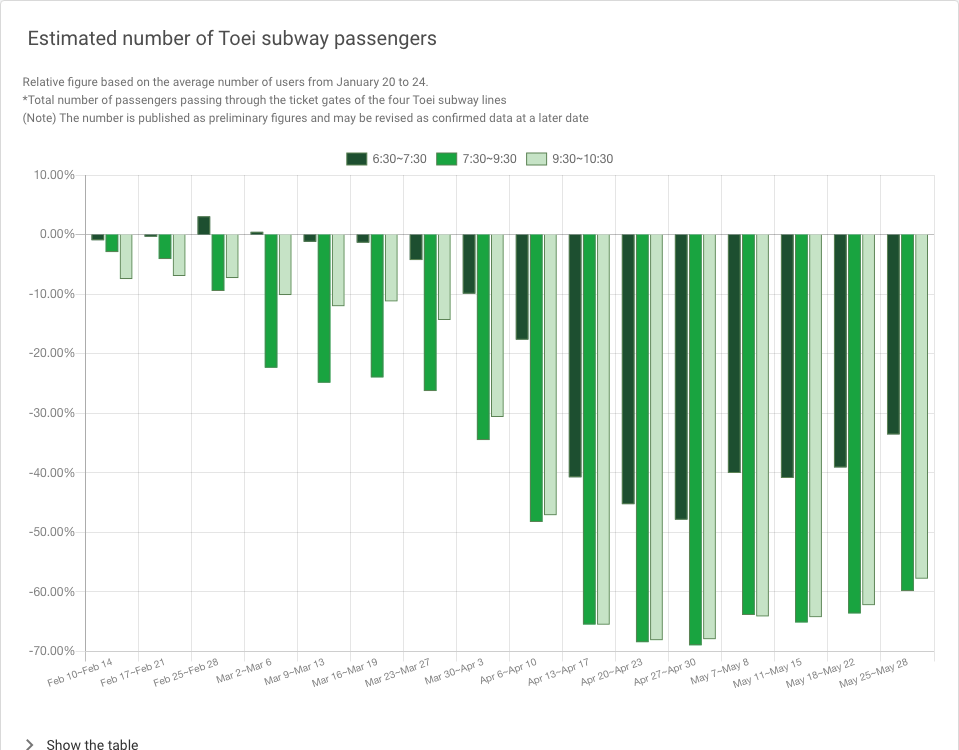 Estimated number of Toei subway passengers
Relative figure based on the average number of users from January 20 to 24.
*Total number of passengers passing through the ticket gates of the four Toei subway lines
(Note) The number is published as preliminary figures and may be revised as confirmed data at a later date
6:30~7:30 7:30~9:30 9:30~10:30
10.00%
0.00%
-10.00%
-20.00%
-30.00%
-40.00%
-50.00%
-60.00%
-70.00%
Feb 10~Feb 14 Feb 17~Feb 21 Feb 25~Feb 28 Mar 2~Mar 6 Mar 9~Mar 13 Mar 16~Mar 19 Mar 23~Mar 27 Mar 30~Apr 3 Apr 6~Apr 10 Apr 13~Apr 17 Apr 20~Apr 23 Apr 27~Apr 30 May 7~May 8 May 11~May 15 May 18~May 22 May 25~May 28
Show the table